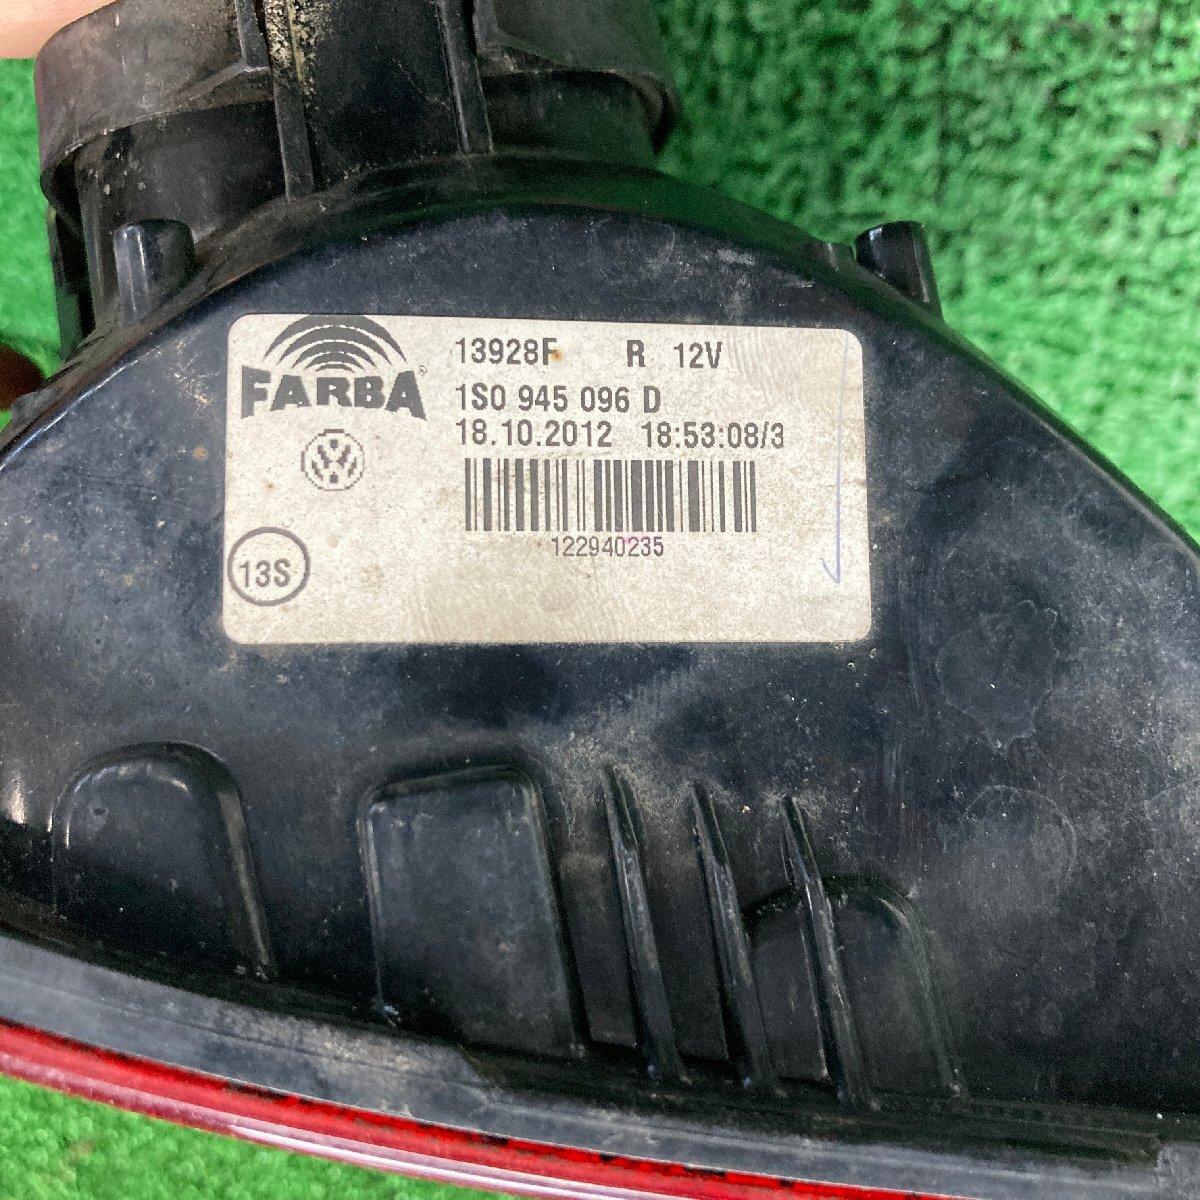 FARBA®
13928F R 12V
1S0 945 096 D
18.10.2012 18:53:08/3
122940235
13S